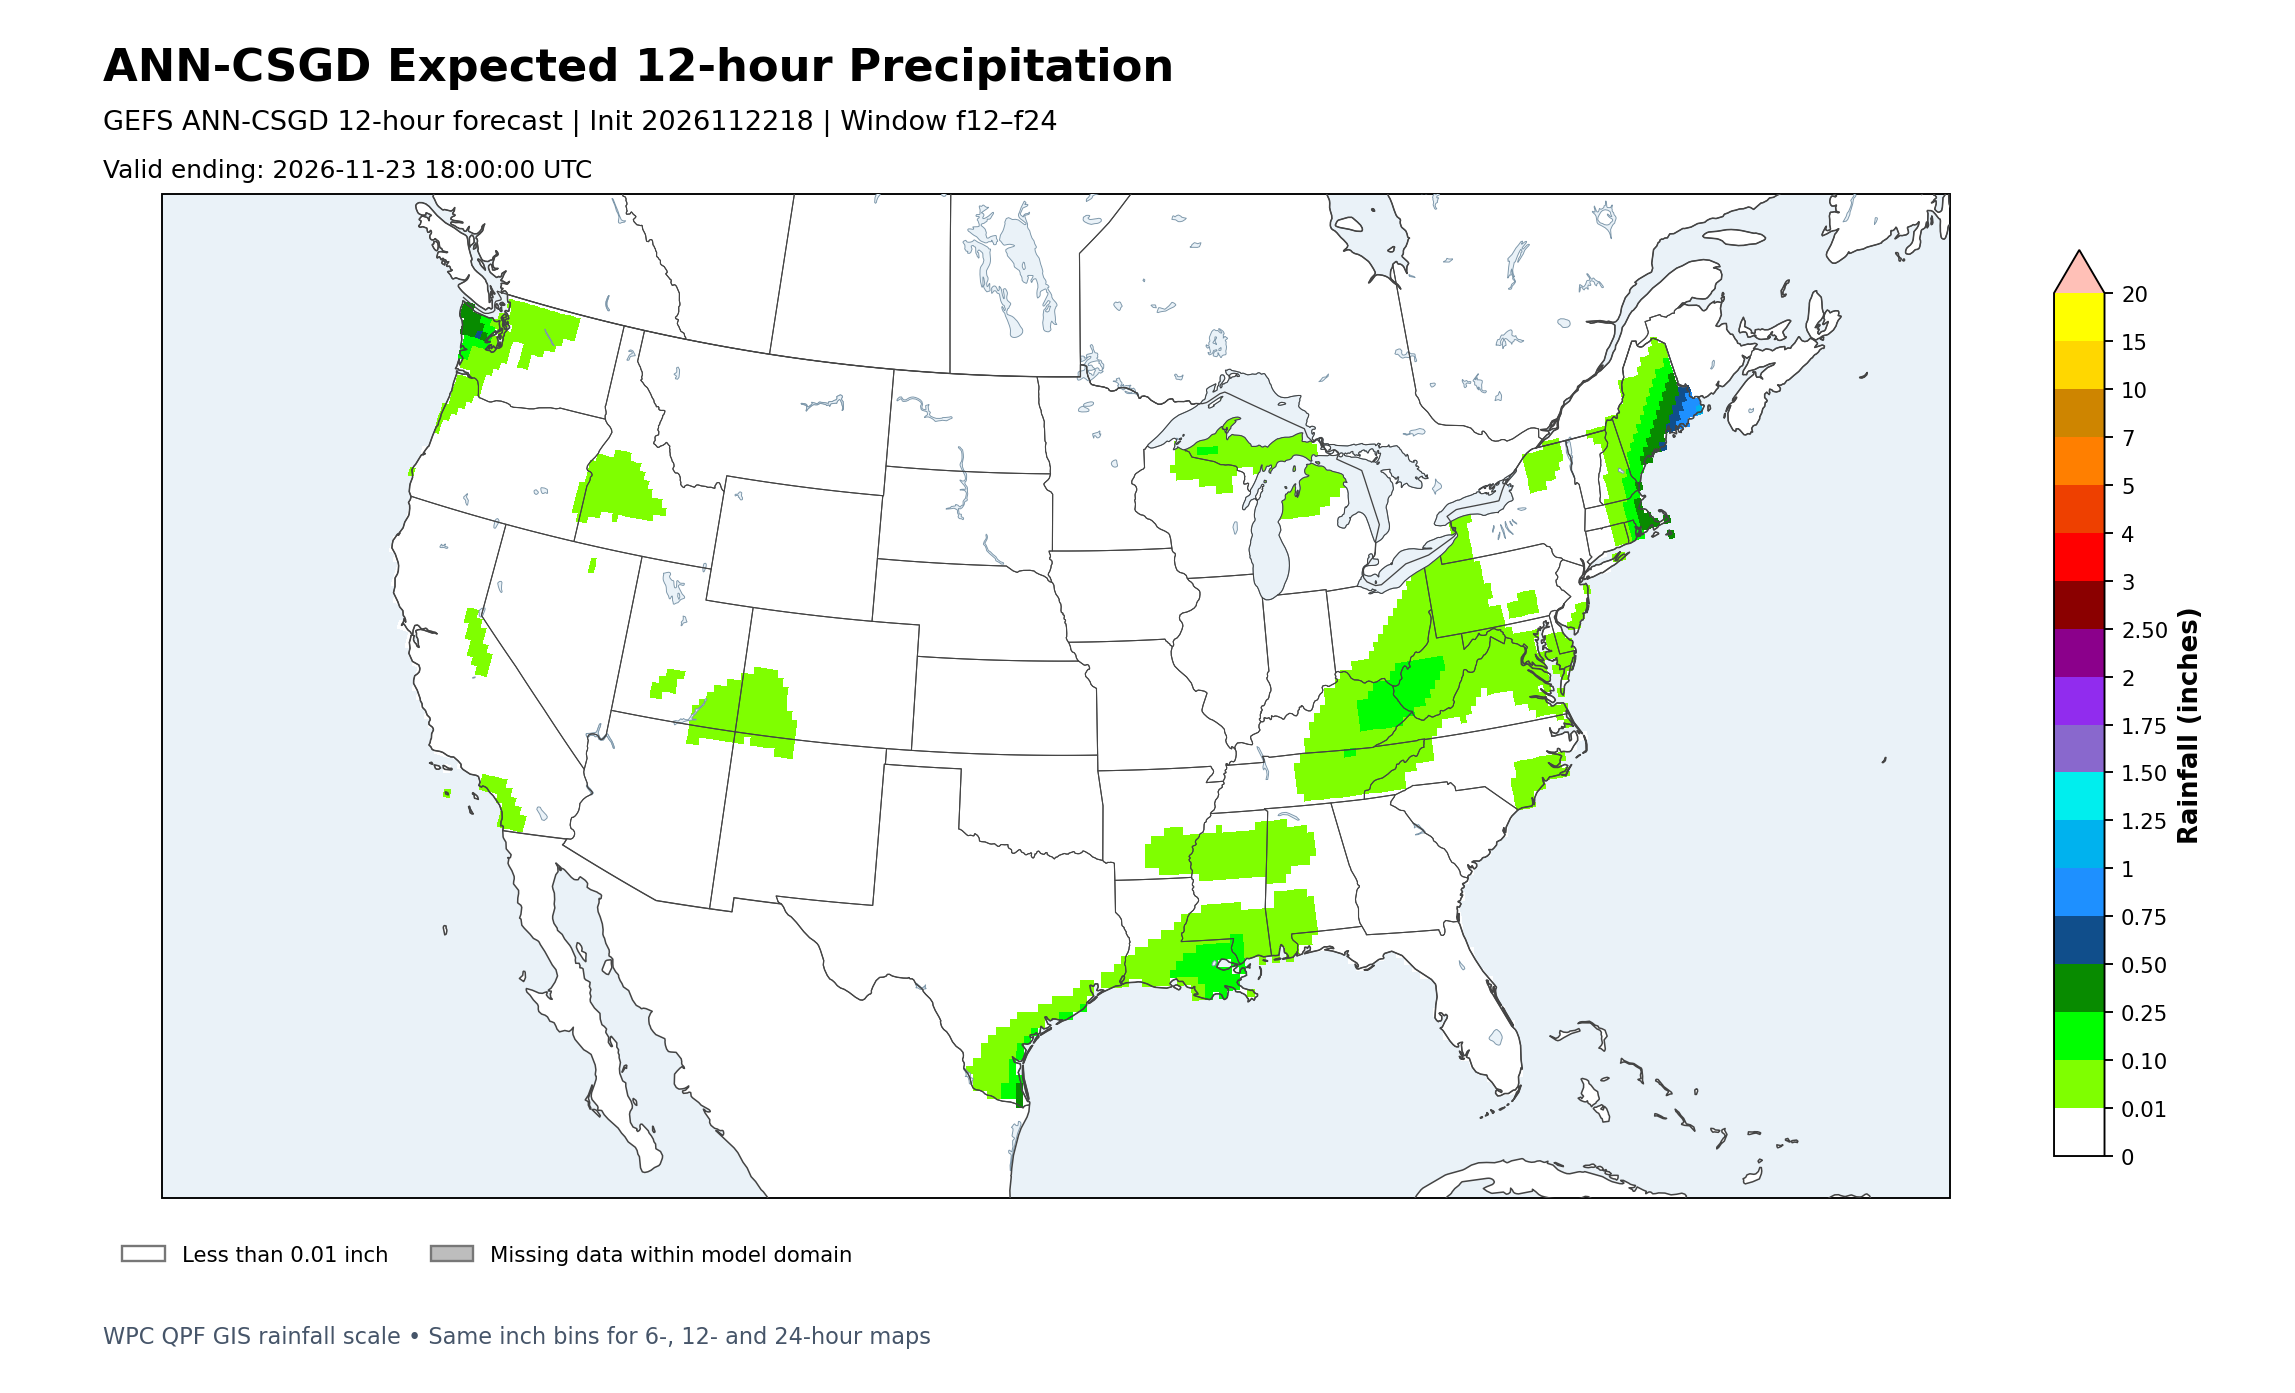 ANN-CSGD Expected 12-hour Precipitation
GEFS ANN-CSGD 12-hour forecast | Init 2026112218 | Window f12–f24
Valid ending: 2026-11-23 18:00:00 UTC
20
15
10
7
5
4
3
2.50
2
1.75
1.50
1.25
1
0.75
0.50
0.25
0.10
0.01
0
Rainfall (inches)
Less than 0.01 inch
Missing data within model domain
WPC QPF GIS rainfall scale • Same inch bins for 6-, 12- and 24-hour maps